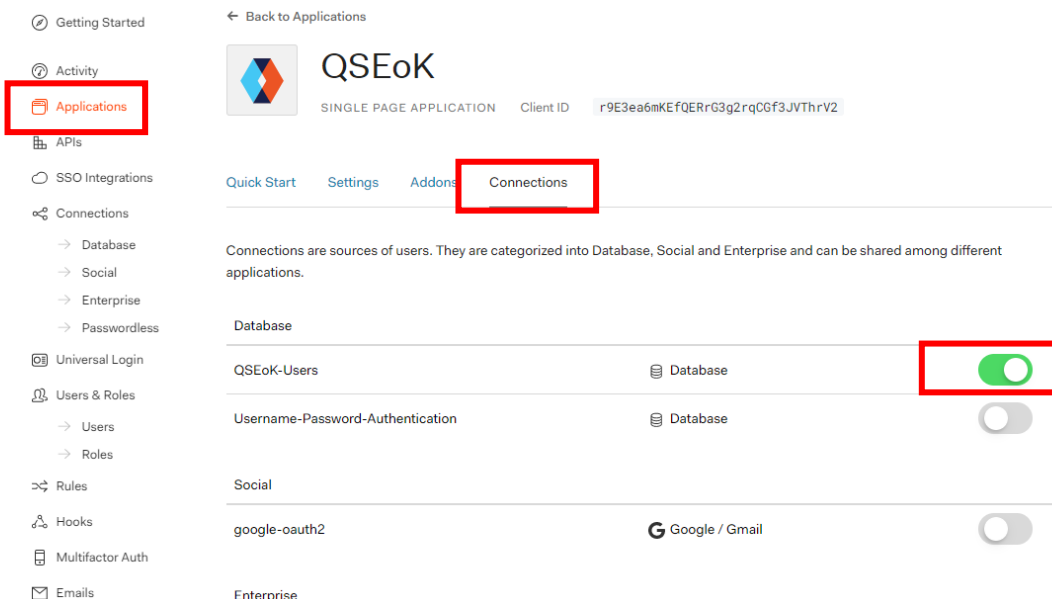 Getting Started
Activity
Applications
APIs
SSO Integrations
Connections
Database
Social
Enterprise
Passwordless
Universal Login
Users & Roles
Users
Roles
Rules
Hooks
Multifactor Auth
Emails
← Back to Applications
QSEoK
SINGLE PAGE APPLICATION Client ID r9E3ea6mKEfQERrG3g2rqCGf3JVThrV2
Quick Start Settings Addons Connections
Connections are sources of users. They are categorized into Database, Social and Enterprise and can be shared among different
applications.
Database
QSEoK-Users Database
Username-Password-Authentication Database
Social
google-oauth2 Google / Gmail
Enterprise